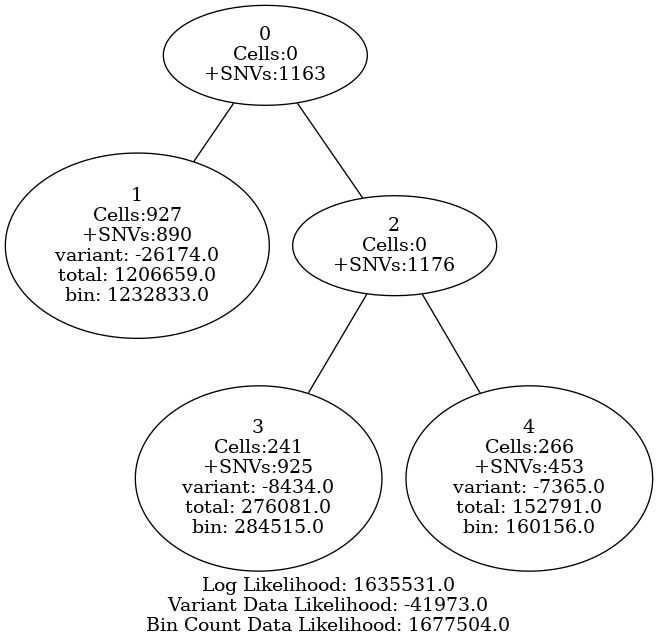 0
Cells:0
+SNVs:1163
1
Cells:927
+SNVs:890
variant: -26174.0
total: 1206659.0
bin: 1232833.0
2
Cells:0
+SNVs:1176
3
Cells:241
+SNVs:925
variant: -8434.0
total: 276081.0
bin: 284515.0
4
Cells:266
+SNVs:453
variant: -7365.0
total: 152791.0
bin: 160156.0
Log Likelihood: 1635531.0
Variant Data Likelihood: -41973.0
Bin Count Data Likelihood: 1677504.0